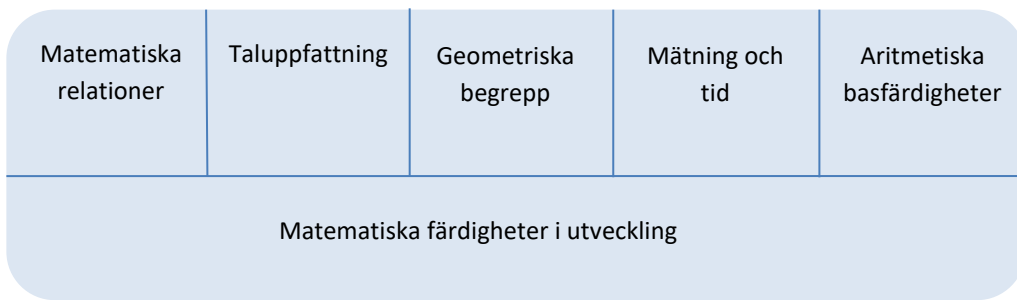 Matematiska
relationer
Taluppfattning
Geometriska
begrepp
Mätning och
tid
Aritmetiska
basfärdigheter
Matematiska färdigheter i utveckling